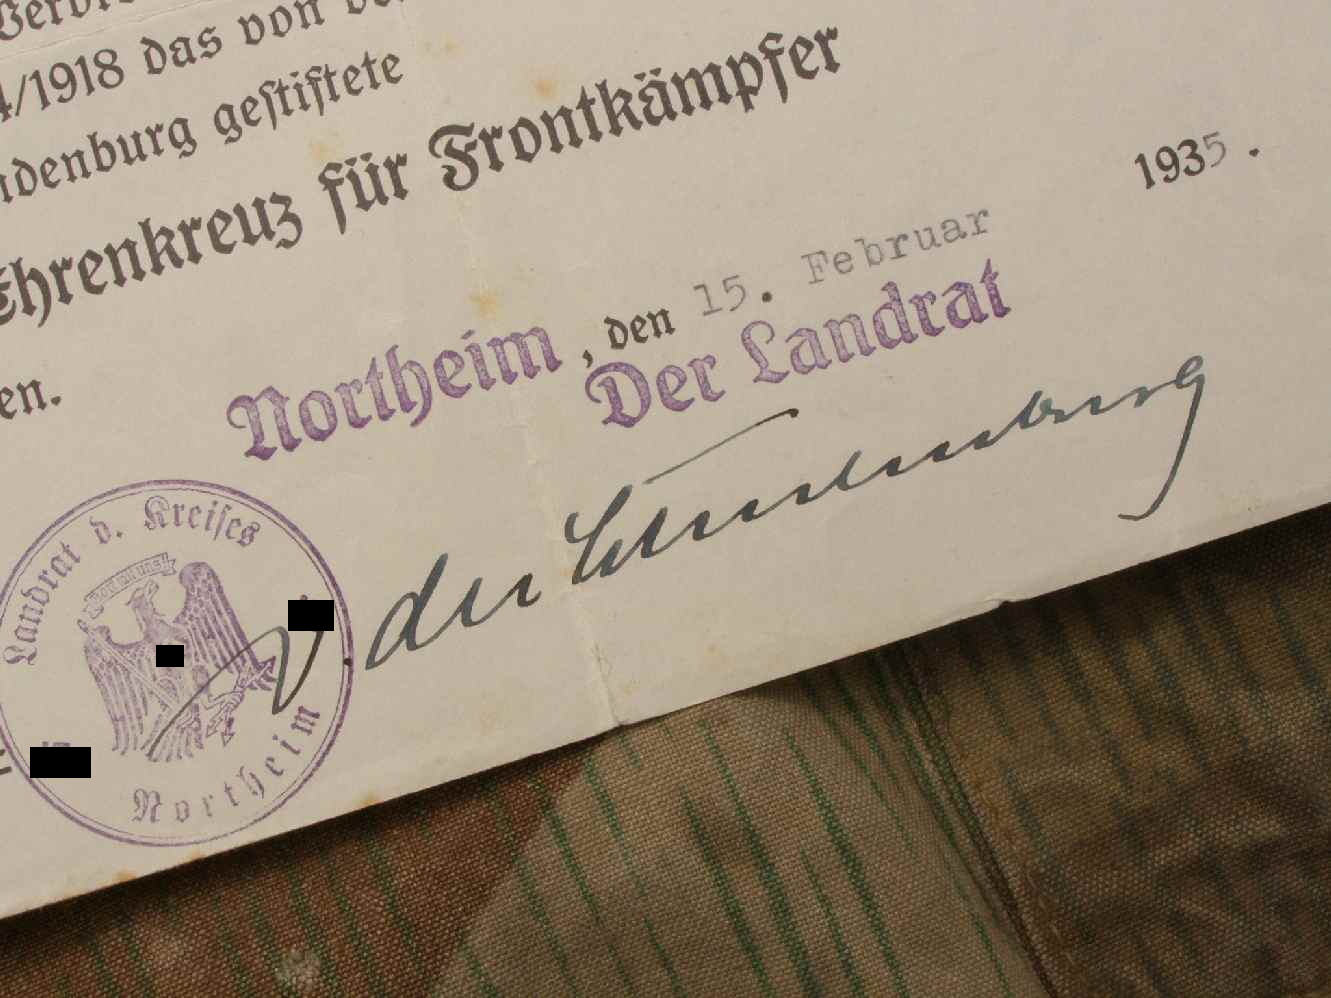 4/1918 das von
ndenburg gestiftete
Ehrenkreuz für Frontkämpfer
en.
Northeim, den 15. Februar 1935.
Der Landrat
Landrat d. Kreises
Northeim